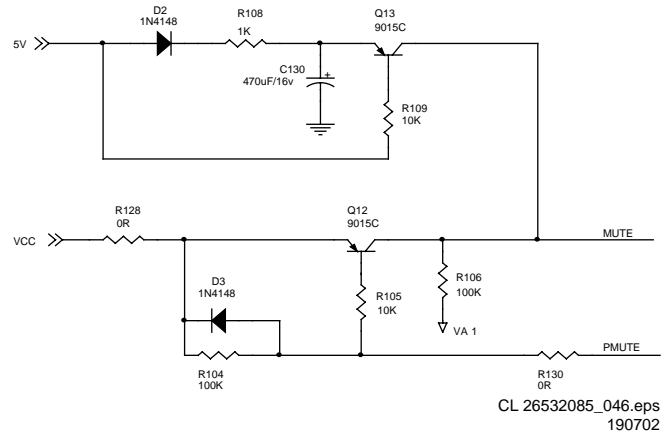 D2
1N4148
R108
1K
Q13
9015C
5V
C130
470uF/16v
+
R109
10K
R128
0R
VCC
Q12
9015C
MUTE
D3
1N4148
R105
10K
R106
100K
VA 1
R104
100K
R130
0R
PMUTE
CL 26532085_046.eps
190702